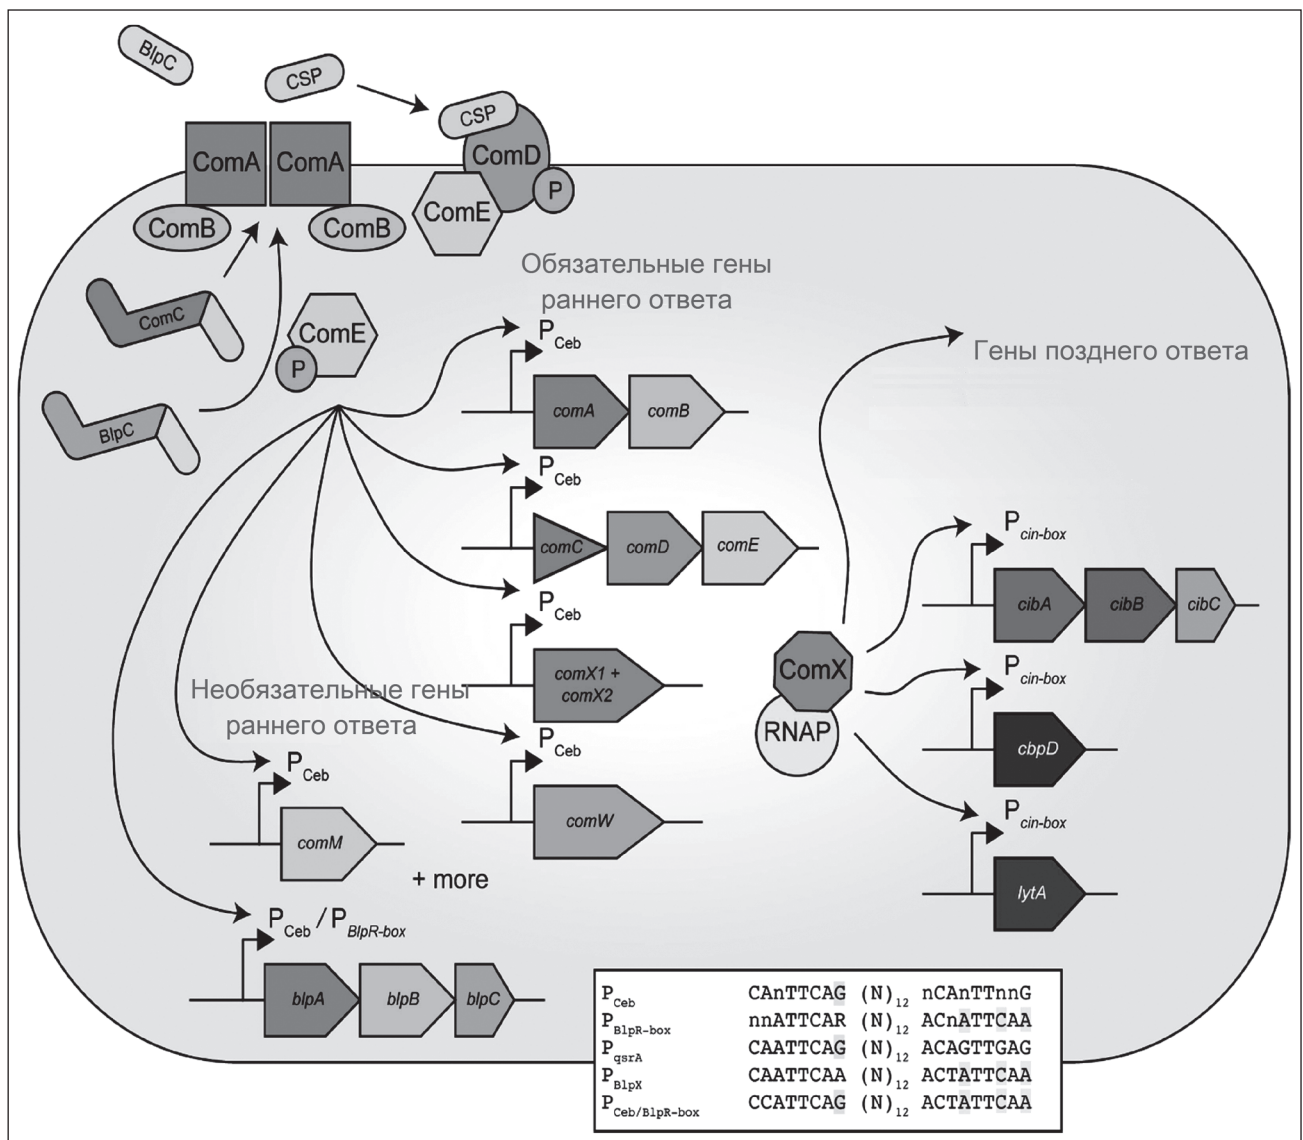 BlpC
CSP
CSP
ComA
ComA
ComD
P
ComB
ComB
ComE
Обязательные гены
раннего ответа
ComC
ComE
P
BlpC
P Ceb
comA comB
Гены позднего ответа
P Ceb
comC comD comE
P cin-box
cibA cibB cibC
P Ceb
comX1 +
comX2
ComX
RNAP
P cin-box
cbpD
Необязательные гены
раннего ответа
P Ceb
comM
+ more
P Ceb
comW
P cin-box
lytA
P Ceb / P BlpR-box
blpA blpB blpC
P Ceb CAnTTCAG (N)12 nCAnTTnnG
P BlpR-box nnATTCAR (N)12 ACnATTCAA
P qsrA CAATTCAG (N)12 ACAGTTGAG
P BlpX CAATTCAA (N)12 ACTATTCAA
P Ceb/BlpR-box CCATTCAG (N)12 ACTATTCAA